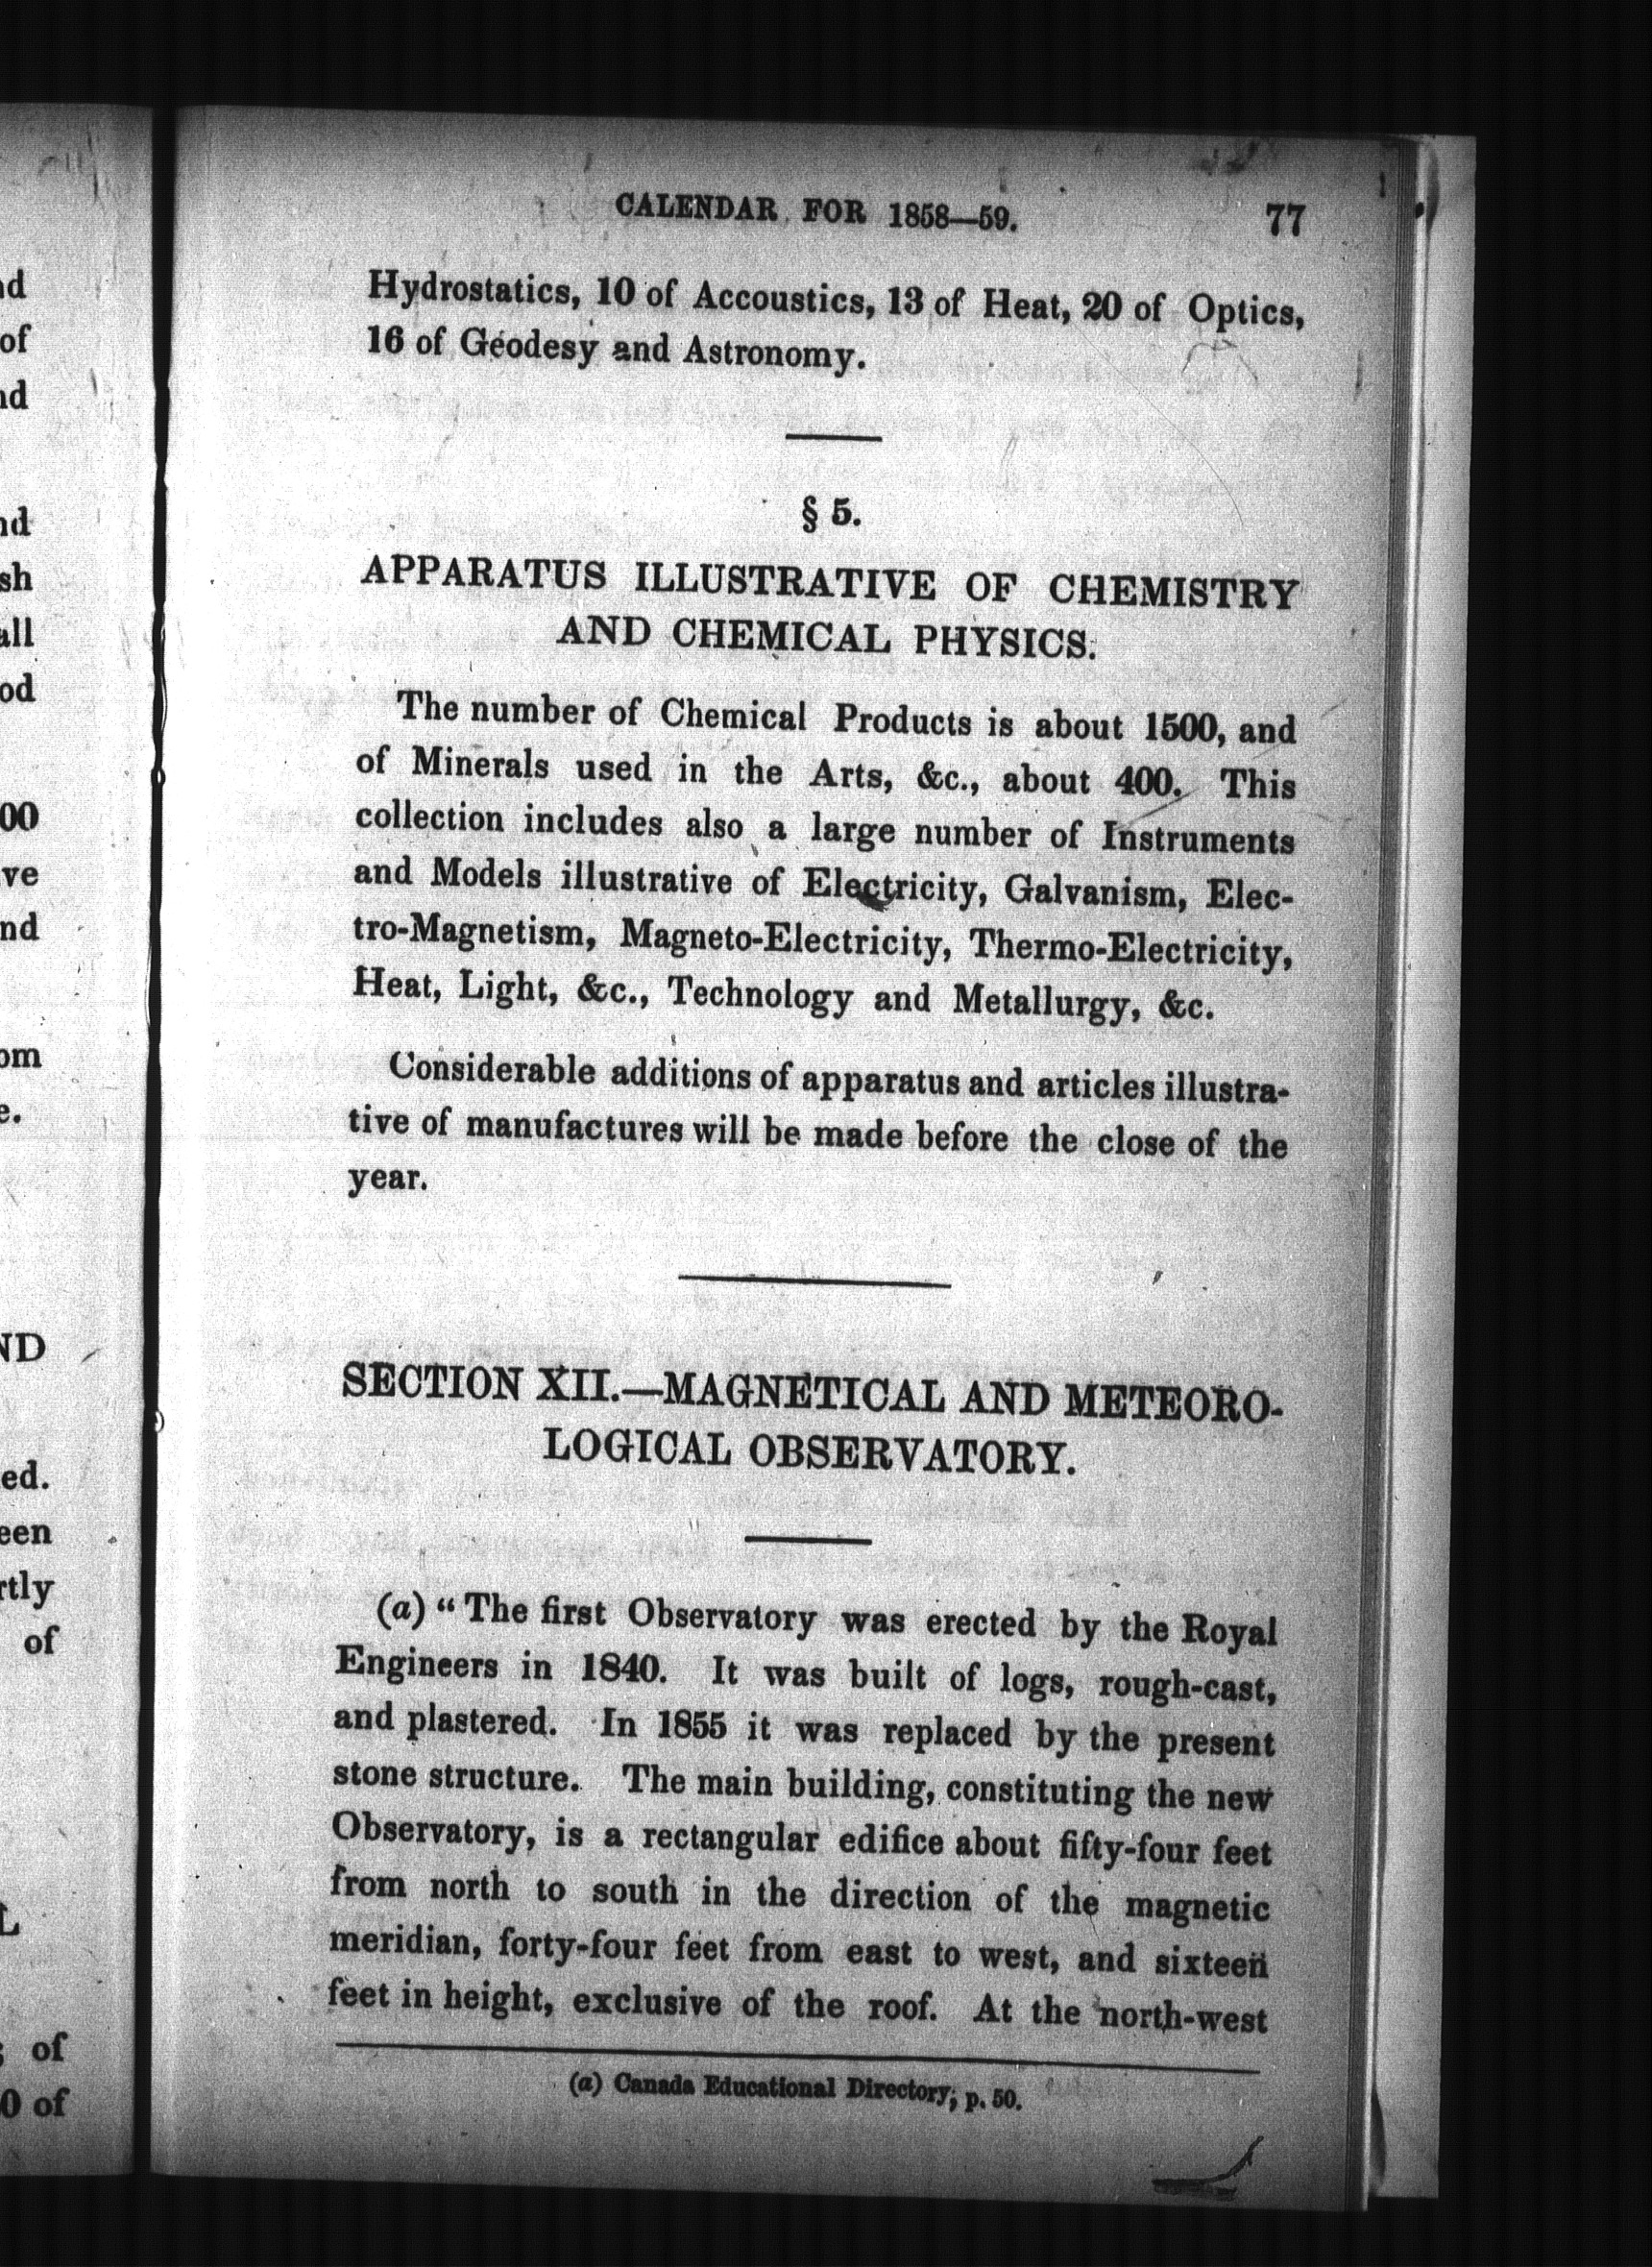 CALENDAR FOR 1858—59. 77
Hydrostatics, 10 of Accoustics, 13 of Heat, 20 of Optics,
16 of Geodesy and Astronomy.
§ 5.
APPARATUS ILLUSTRATIVE OF CHEMISTRY
AND CHEMICAL PHYSICS.
The number of Chemical Products is about 1500, and
of Minerals used in the Arts, &c., about 400. This
collection includes also a large number of Instruments
and Models illustrative of Electricity, Galvanism, Elec-
tro-Magnetism, Magneto-Electricity, Thermo-Electricity,
Heat, Light, &c., Technology and Metallurgy, &c.
Considerable additions of apparatus and articles illustra-
tive of manufactures will be made before the close of the
year.
SECTION XII.—MAGNETICAL AND METEORO-
LOGICAL OBSERVATORY.
(a) “The first Observatory was erected by the Royal
Engineers in 1840. It was built of logs, rough-cast,
and plastered. In 1855 it was replaced by the present
stone structure. The main building, constituting the new
Observatory, is a rectangular edifice about fifty-four feet
from north to south in the direction of the magnetic
meridian, forty-four feet from east to west, and sixteen
feet in height, exclusive of the roof. At the north-west
(a) Canada Educational Directory, p. 50.